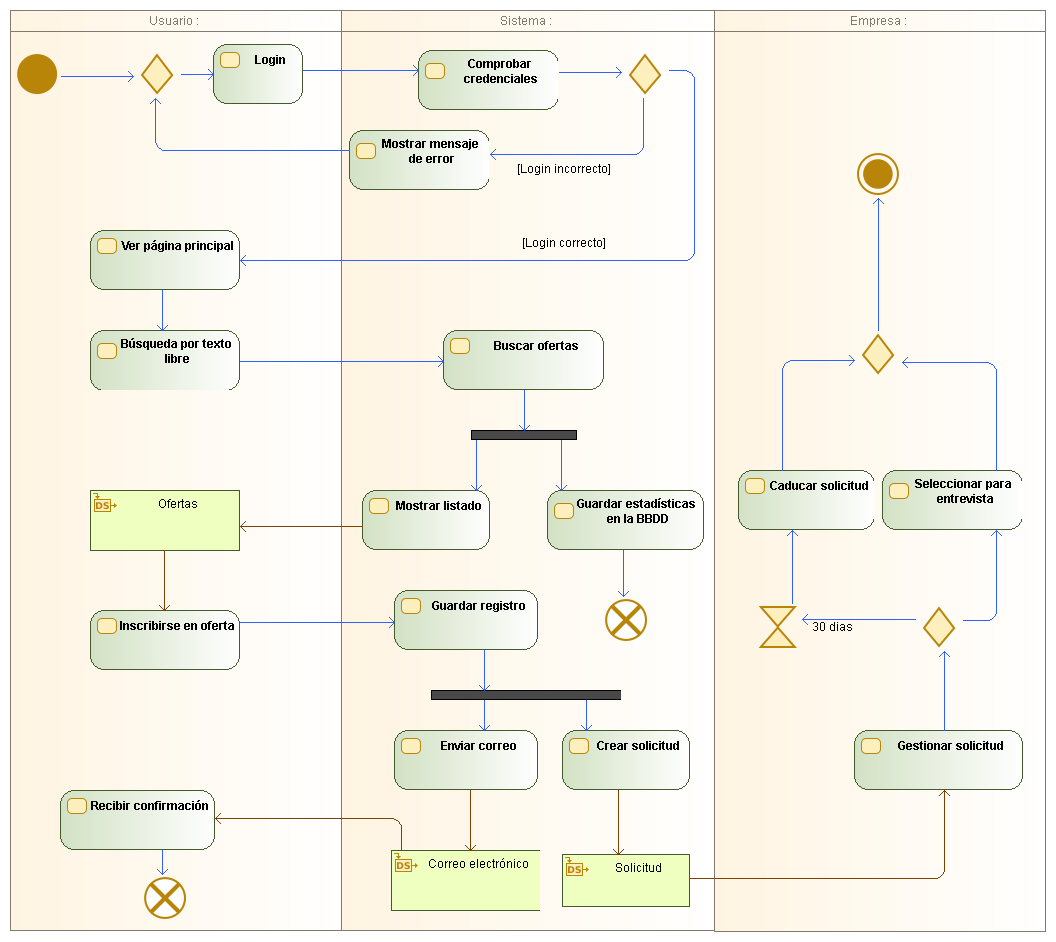 Usuario :
Sistema :
Empresa :
Login
Comprobar
credenciales
Mostrar mensaje
de error
[Login incorrecto]
[Login correcto]
Ver página principal
Búsqueda por texto
libre
Buscar ofertas
DS
Ofertas
Mostrar listado
Guardar estadísticas
en la BBDD
Caducar solicitud
Seleccionar para
entrevista
Inscribirse en oferta
Guardar registro
30 dias
Enviar correo
Crear solicitud
Gestionar solicitud
Recibir confirmación
DS
Correo electrónico
DS
Solicitud